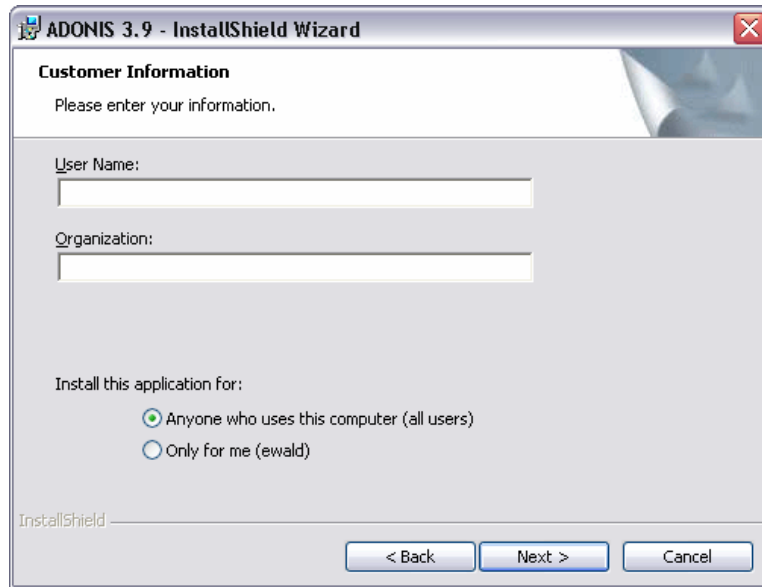 ADONIS 3.9 - InstallShield Wizard
Customer Information
Please enter your information.
User Name:
Organization:
Install this application for:
Anyone who uses this computer (all users)
Only for me (ewald)
InstallShield
< Back Next > Cancel